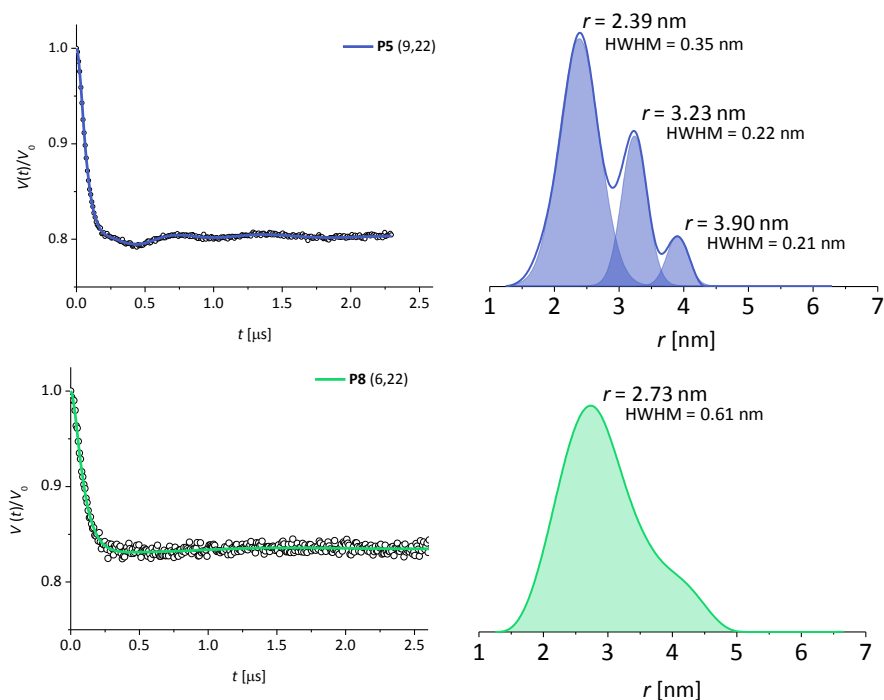 P5 (9,22)
1.0
0.9
0.8
V(t)/V₀
0.0 0.5 1.0 1.5 2.0 2.5
t [µs]
r = 2.39 nm
HWHM = 0.35 nm
r = 3.23 nm
HWHM = 0.22 nm
r = 3.90 nm
HWHM = 0.21 nm
1 2 3 4 5 6 7
r [nm]
P8 (6,22)
1.0
0.9
0.8
V (t)/V₀
0.0 0.5 1.0 1.5 2.0 2.5
t [µs]
r = 2.73 nm
HWHM = 0.61 nm
1 2 3 4 5 6 7
r [nm]